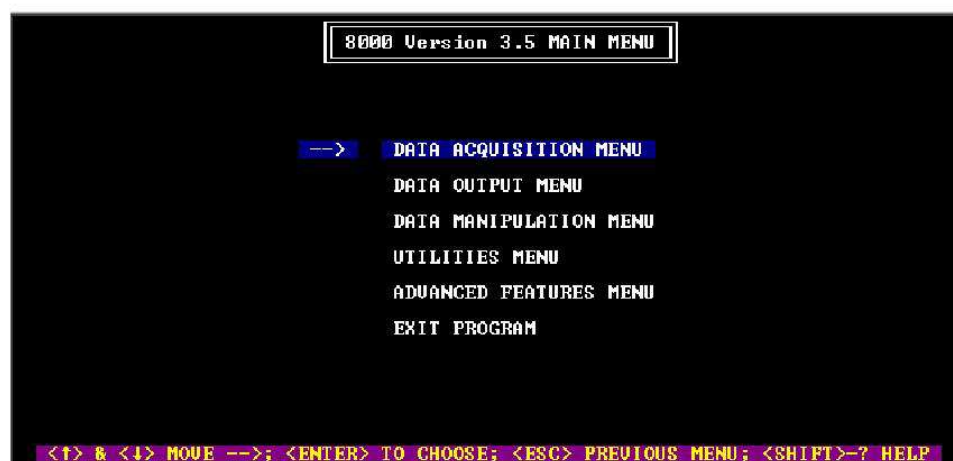 8000 Version 3.5 MAIN MENU
--> DATA ACQUISITION MENU
DATA OUTPUT MENU
DATA MANIPULATION MENU
UTILITIES MENU
ADVANCED FEATURES MENU
EXIT PROGRAM
<↑> & <↓> MOVE -->; <ENTER> TO CHOOSE; <ESC> PREVIOUS MENU; <SHIFT>-? HELP